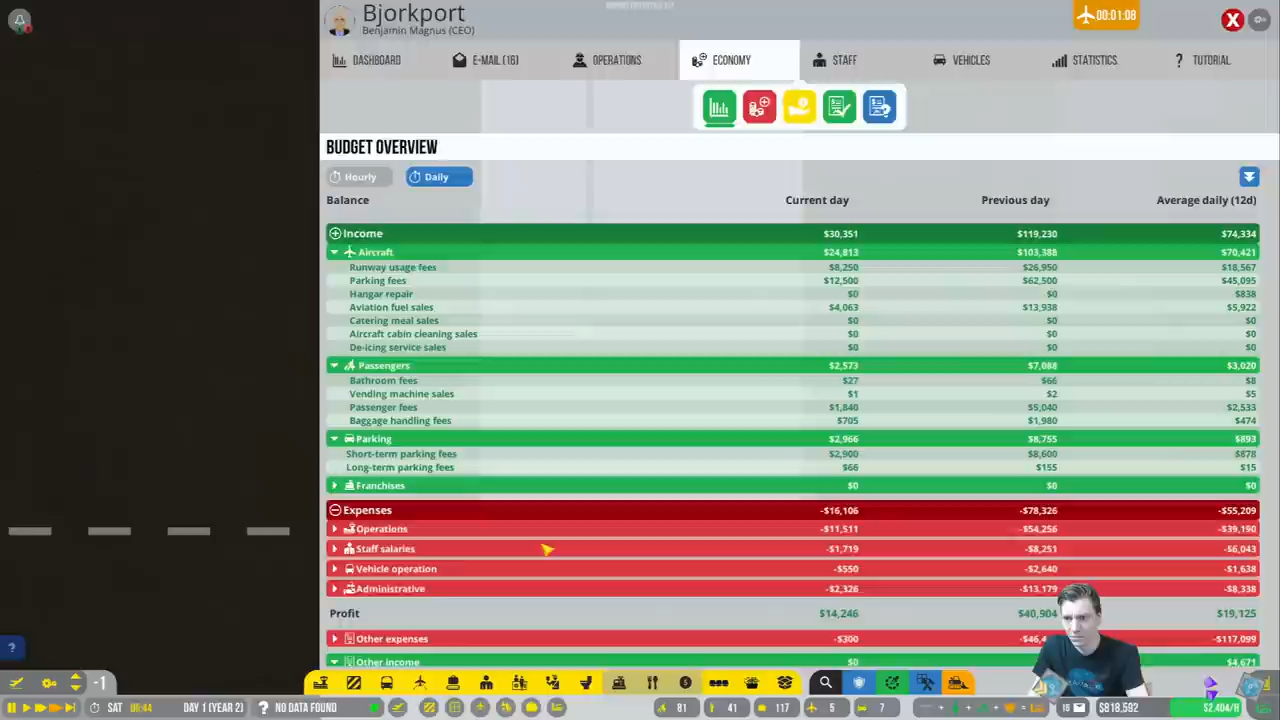 Bjorkport
Benjamin Magnus (CEO)
00:01:08
X
DASHBOARD
E-MAIL (16)
OPERATIONS
ECONOMY
STAFF
VEHICLES
STATISTICS
? TUTORIAL
BUDGET OVERVIEW
Hourly
Daily
Balance Current day Previous day Average daily (12d)
Income $30,351 $119,230 $74,334
Aircraft $24,813 $103,388 $70,421
Runway usage fees $8,250 $26,950 $18,567
Parking fees $12,500 $62,500 $45,095
Hangar repair $0 $0 $838
Aviation fuel sales $4,063 $13,938 $5,922
Catering meal sales $0 $0 $0
Aircraft cabin cleaning sales $0 $0 $0
De-icing service sales $0 $0 $0
Passengers $2,573 $7,088 $3,020
Bathroom fees $27 $66 $8
Vending machine sales $1 $2 $5
Passenger fees $1,840 $5,040 $2,533
Baggage handling fees $705 $1,980 $474
Parking $2,966 $8,755 $893
Short-term parking fees $2,900 $8,600 $878
Long-term parking fees $66 $155 $15
Franchises $0 $0 $0
Expenses -$16,106 -$78,326 -$55,209
Operations -$11,511 -$54,256 -$39,190
Staff salaries -$1,719 -$8,251 -$6,043
Vehicle operation -$550 -$2,640 -$1,638
Administrative -$2,326 -$13,179 -$8,338
Profit $14,246 $40,904 $19,125
Other expenses -$300 -$117,099
Other income $0 $4,671
?
-1
SAT 08:44 DAY 1 (YEAR 2) ? NO DATA FOUND
81 41 117 5 7 16 $818,592 $2.404/H